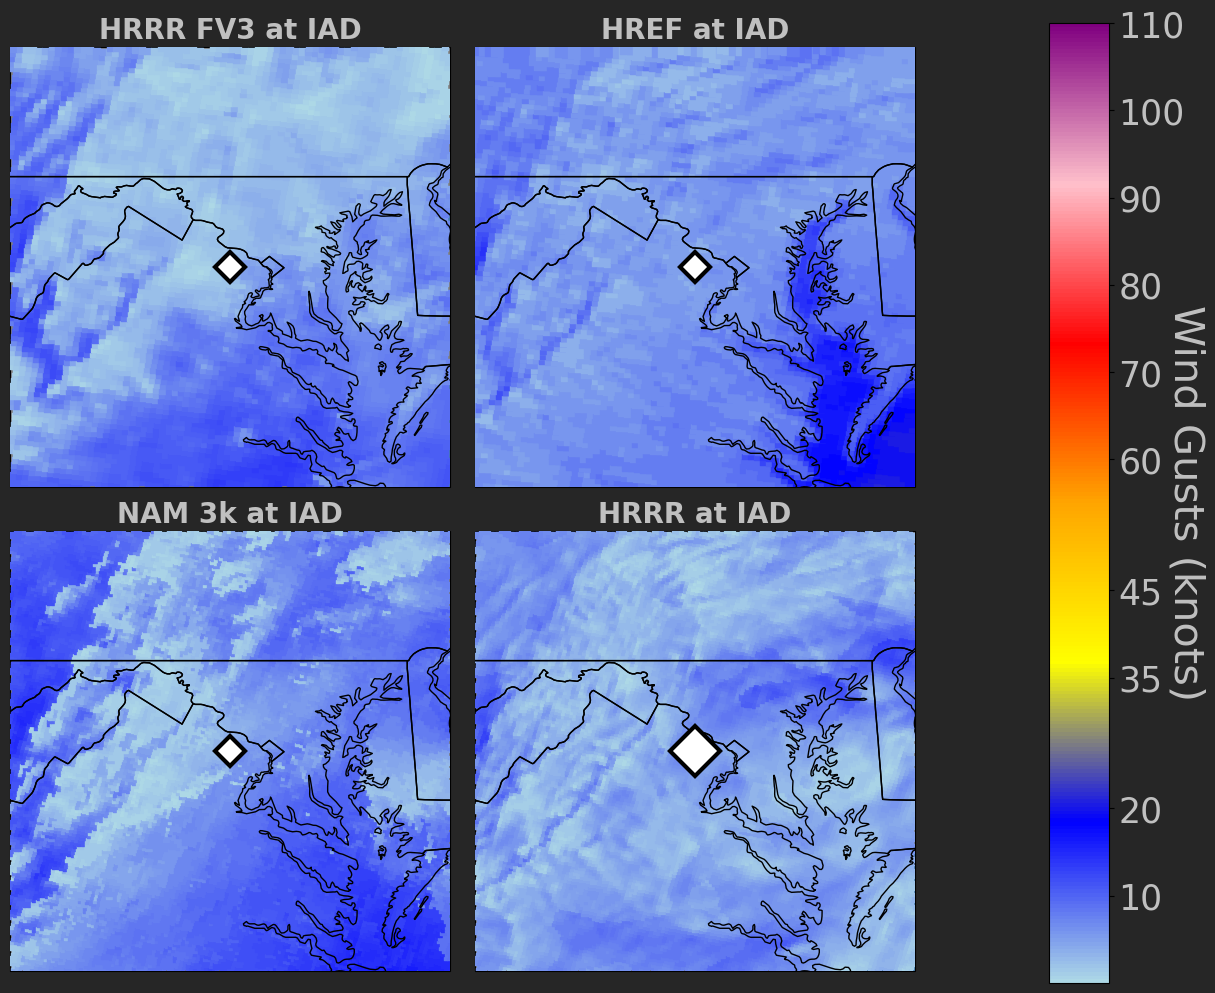 HRRR FV3 at IAD
HREF at IAD
NAM 3k at IAD
HRRR at IAD
110
100
90
80
70
60
45
35
20
10
Wind Gusts (knots)